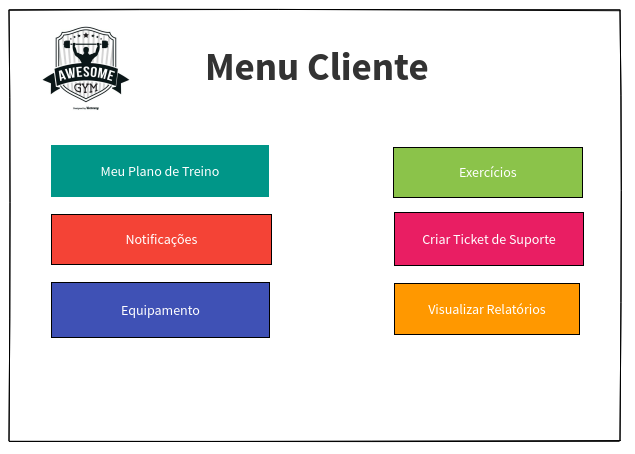 AWESOME
GYM
Menu Cliente
Meu Plano de Treino
Exercícios
Notificações
Criar Ticket de Suporte
Equipamento
Visualizar Relatórios